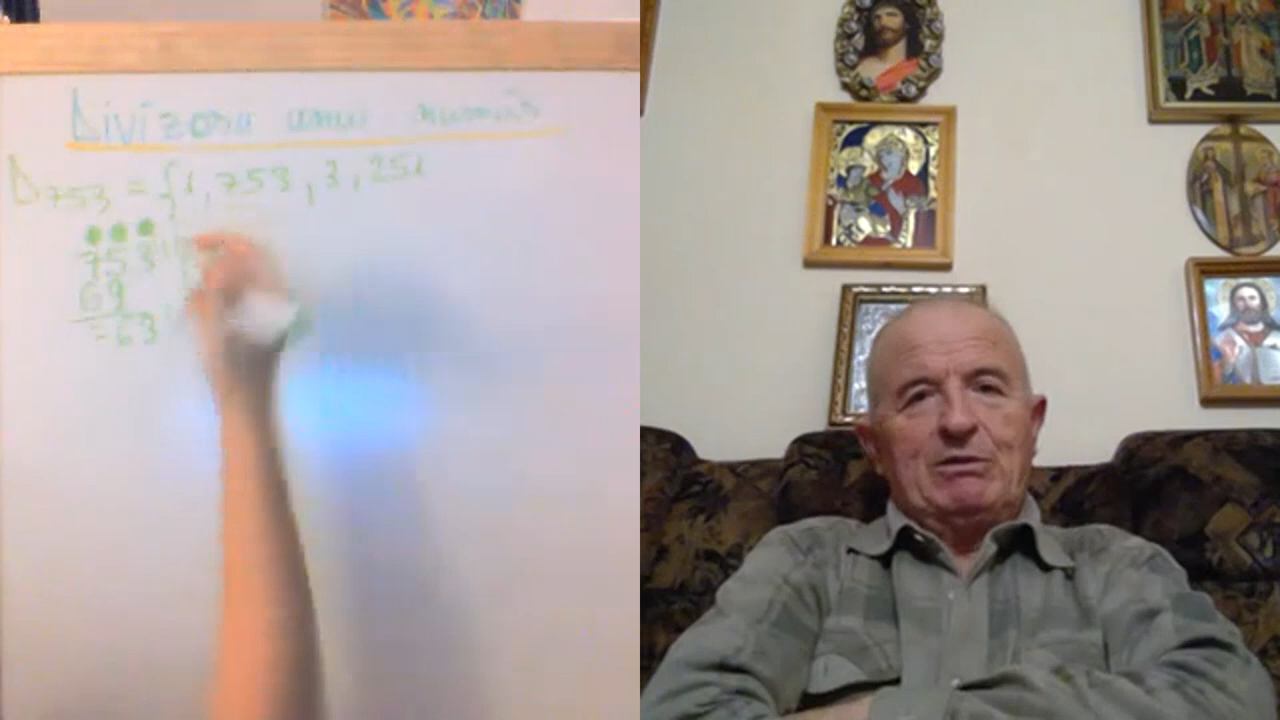 Divizorii unui număr
D753 = {1, 753, 3, 251
753
69
-63